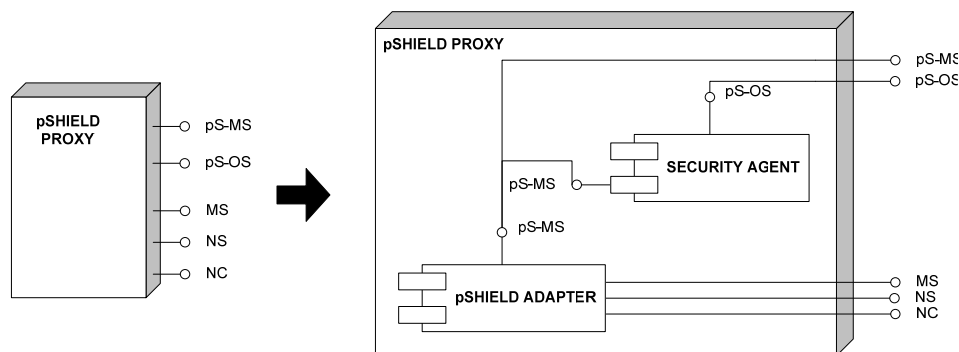 pSHIELD
PROXY
pS-MS
pS-OS
MS
NS
NC
pSHIELD PROXY
pS-MS
pS-OS
pS-OS
SECURITY AGENT
pS-MS
pS-MS
pSHIELD ADAPTER
MS
NS
NC